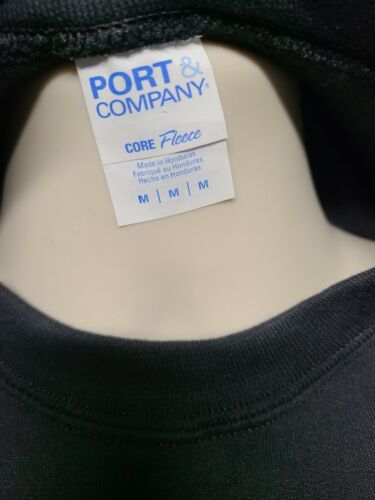 PORT &
COMPANY®
CORE Fleece
Made in Honduras
Fabriqué au Honduras
Hecho en Honduras
M | M | M